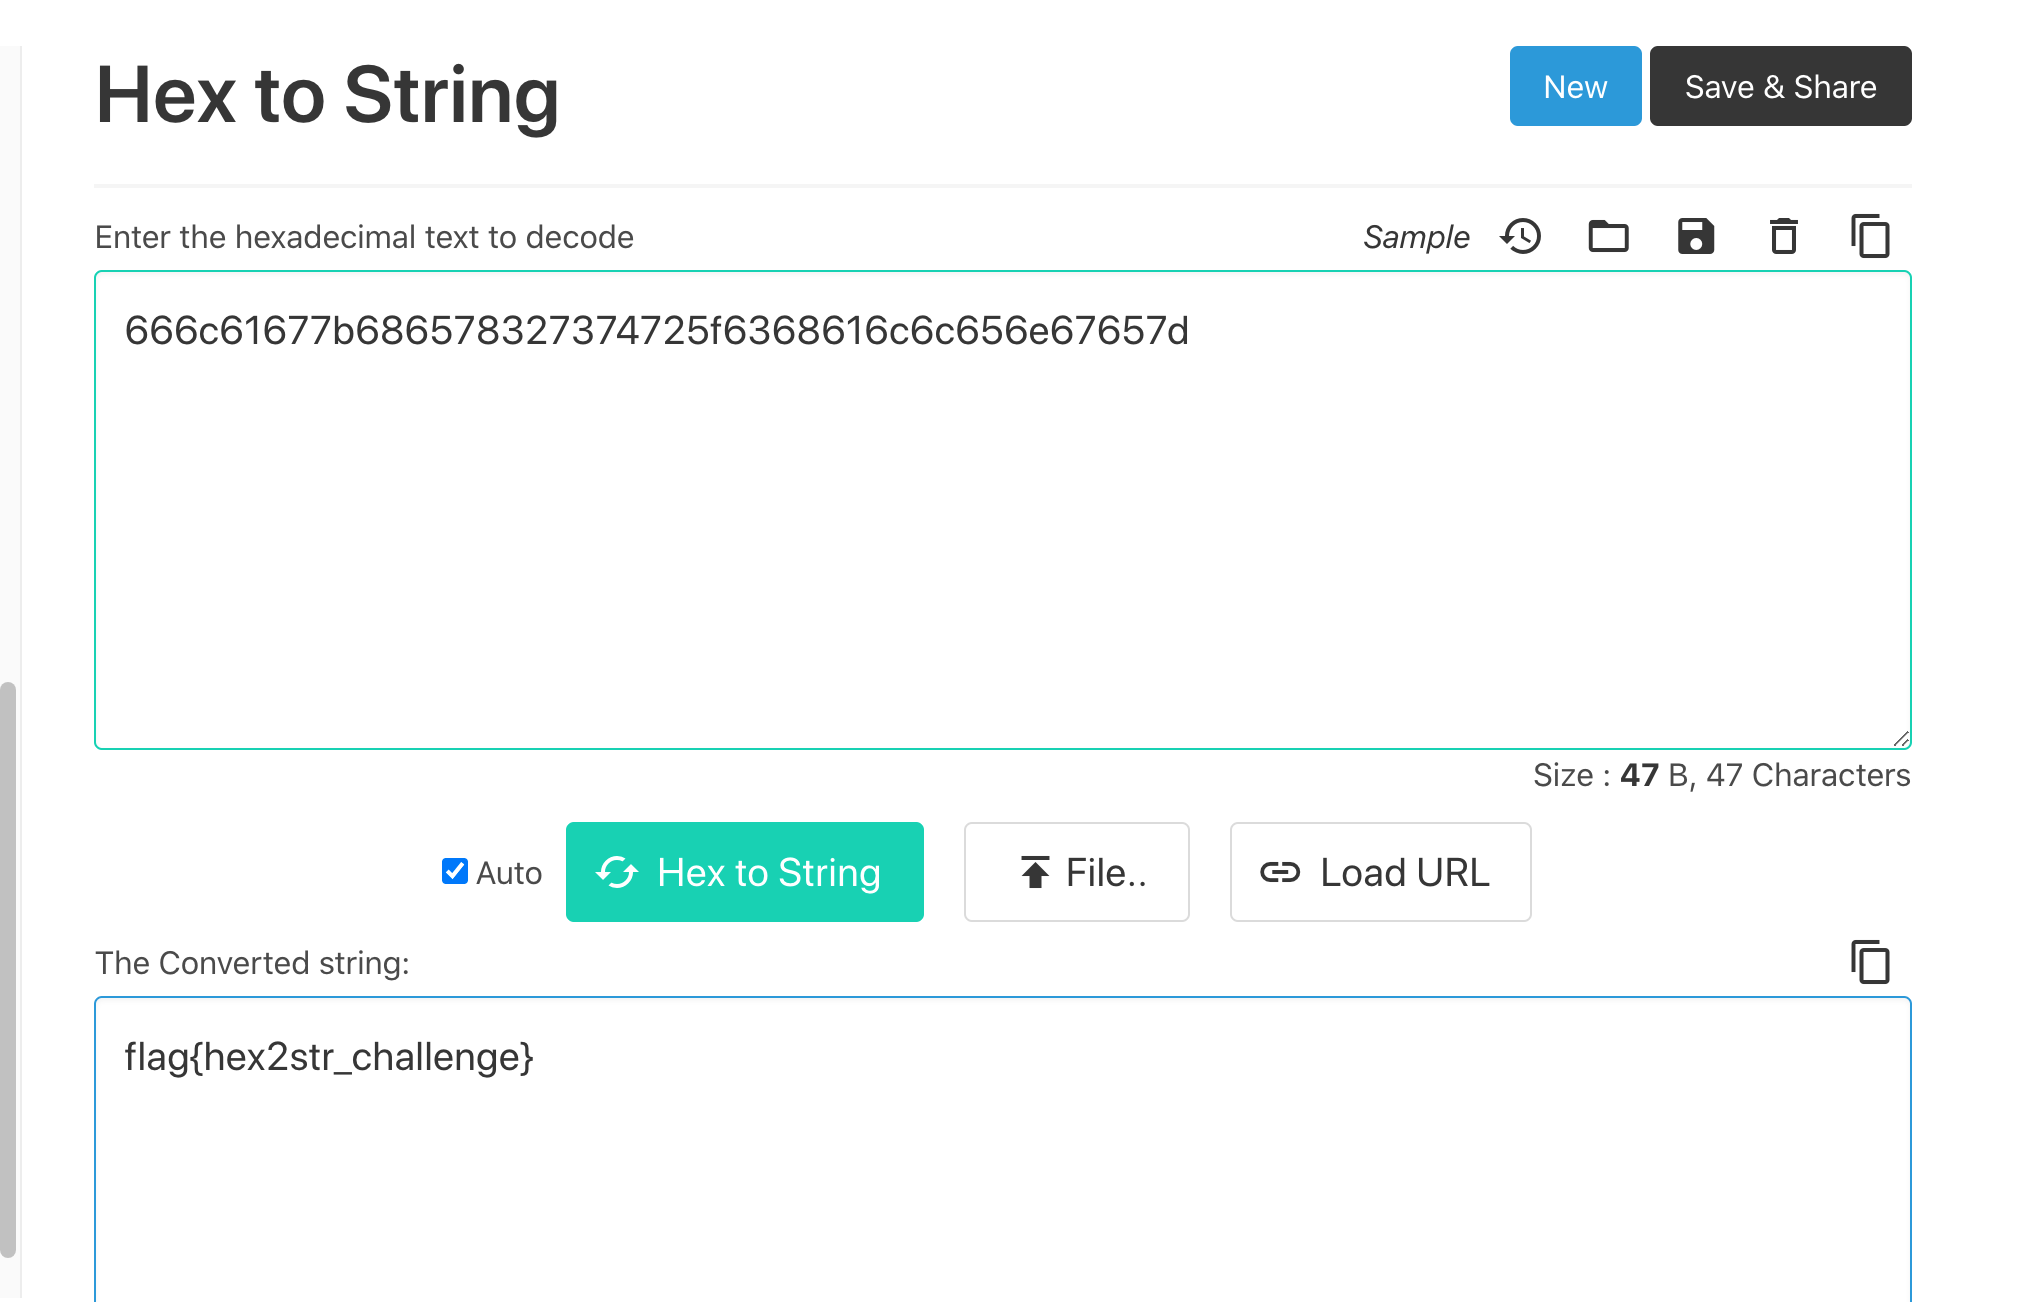 Hex to String
New
Save & Share
Enter the hexadecimal text to decode
Sample
666c61677b686578327374725f6368616c6c656e67657d
Size : 47 B, 47 Characters
Auto
Hex to String
File..
Load URL
The Converted string:
flag{hex2str_challenge}